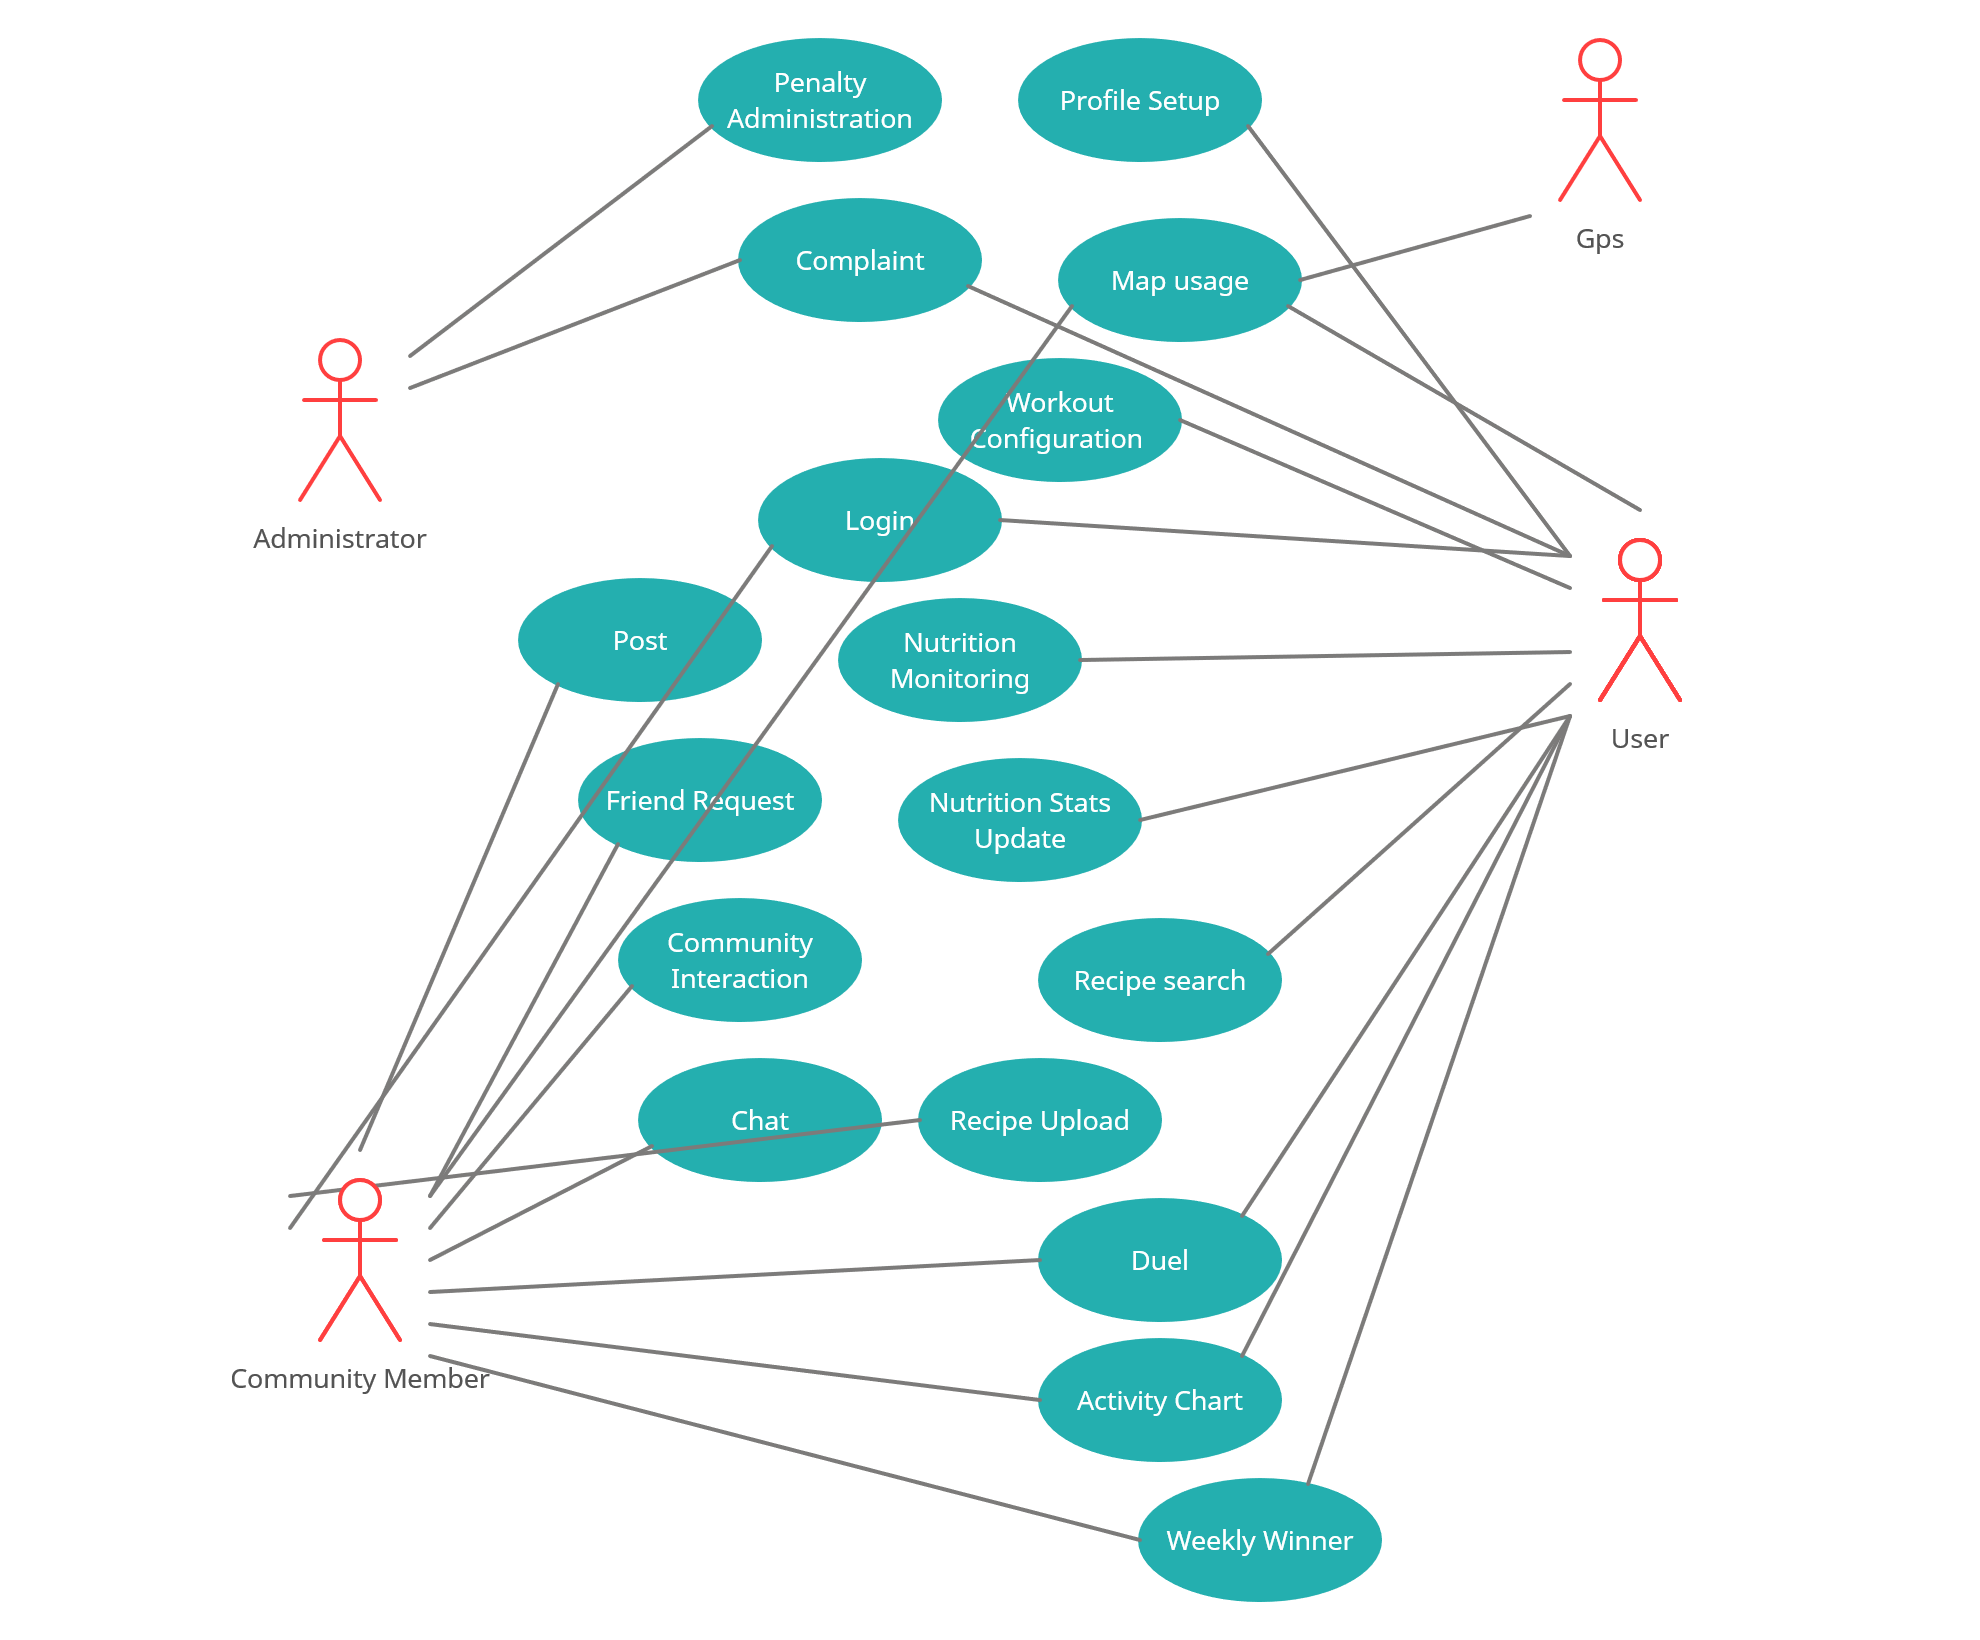 Penalty
Administration
Profile Setup
Gps
Complaint
Map usage
Workout
Configuration
Administrator
Login
Post
Nutrition
Monitoring
User
Friend Request
Nutrition Stats
Update
Community
Interaction
Recipe search
Chat
Recipe Upload
Duel
Community Member
Activity Chart
Weekly Winner